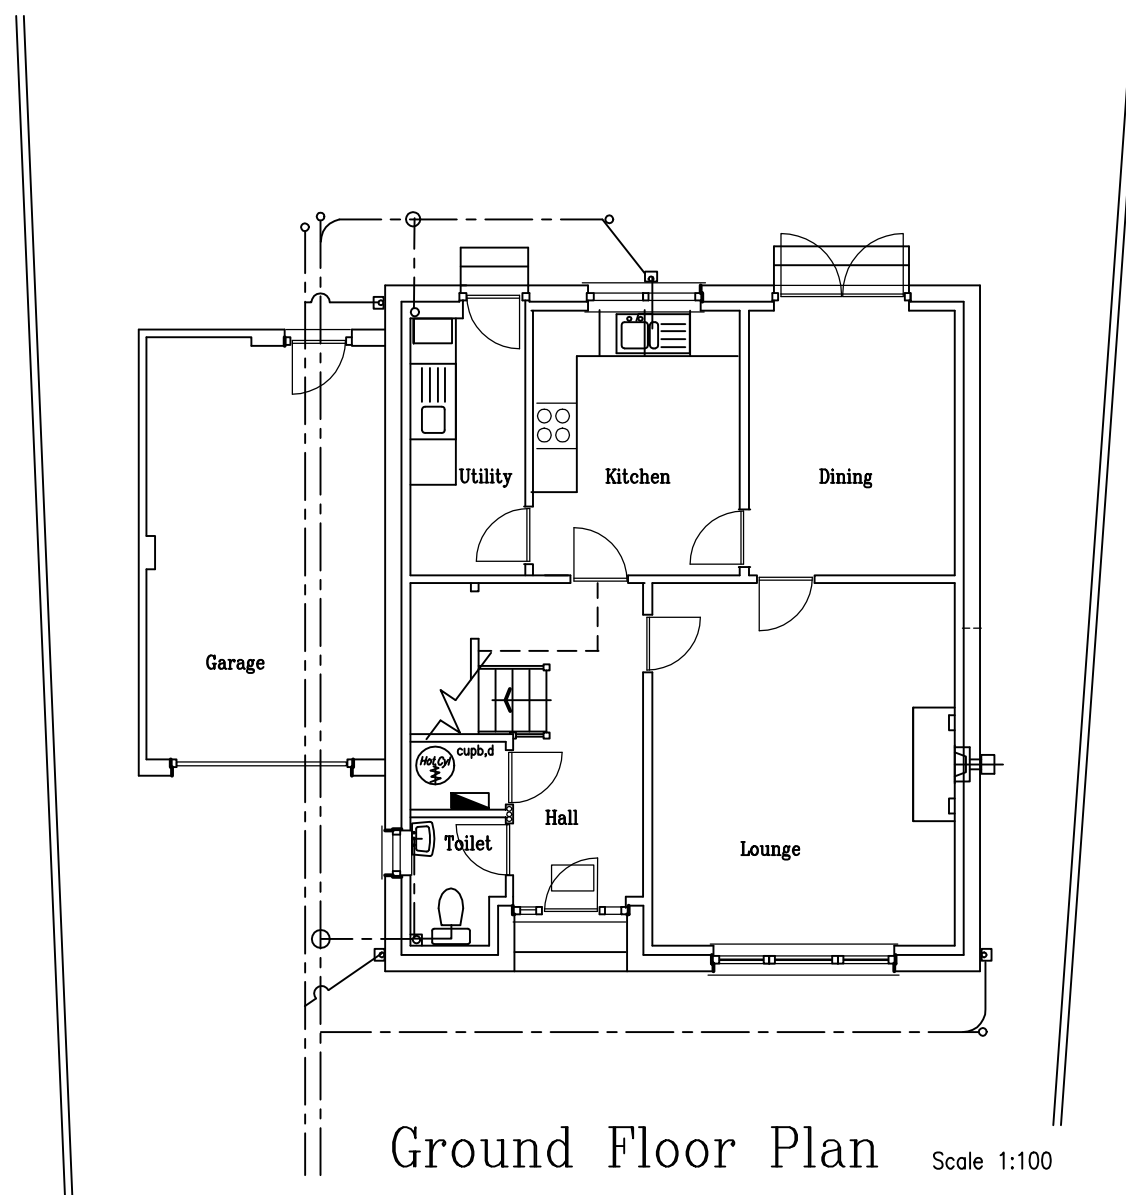 Utility
Kitchen
Dining
Garage
cupb,d
Hot Cyl
Hall
Toilet
Lounge
Ground Floor Plan
Scale 1:100